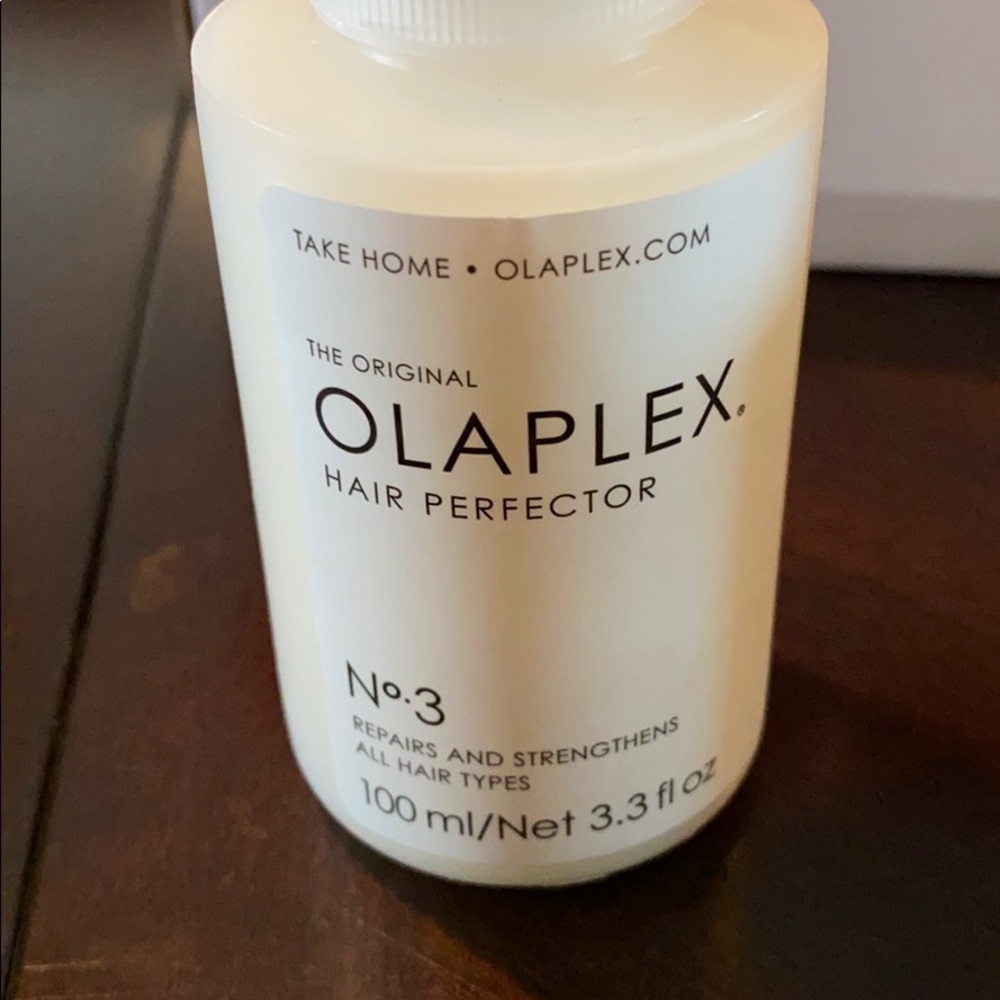 TAKE HOME • OLAPLEX.COM
THE ORIGINAL
OLAPLEX®
HAIR PERFECTOR
Nº.3
REPAIRS AND STRENGTHENS
ALL HAIR TYPES
100 ml/Net 3.3 fl oz